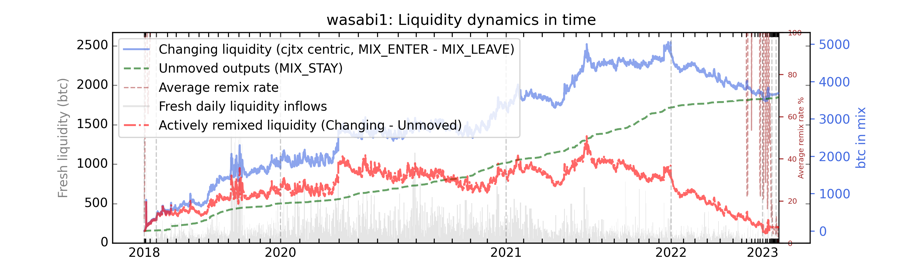 wasabi1: Liquidity dynamics in time
Changing liquidity (cjtx centric, MIX_ENTER - MIX_LEAVE)
Unmoved outputs (MIX_STAY)
Average remix rate
Fresh daily liquidity inflows
Actively remixed liquidity (Changing - Unmoved)
Fresh liquidity (btc)
2500
2000
1500
1000
500
0
2018
2020
2021
2022
2023
100
80
60
40
20
0
Average remix rate %
5000
4000
3000
2000
1000
0
btc in mix